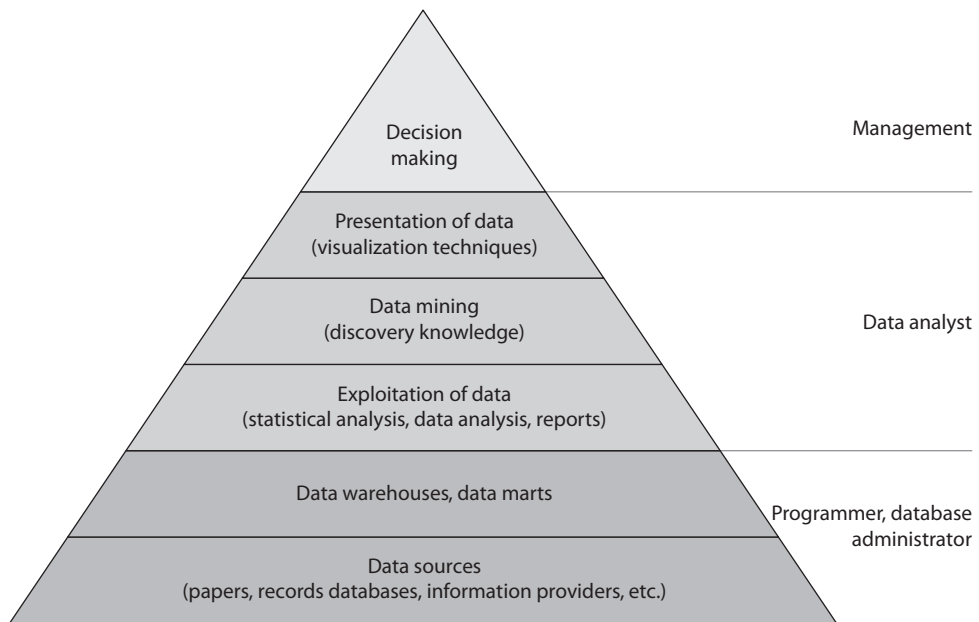 Decision
making
Management
Presentation of data
(visualization techniques)
Data mining
(discovery knowledge)
Data analyst
Exploitation of data
(statistical analysis, data analysis, reports)
Data warehouses, data marts
Programmer, database
administrator
Data sources
(papers, records databases, information providers, etc.)